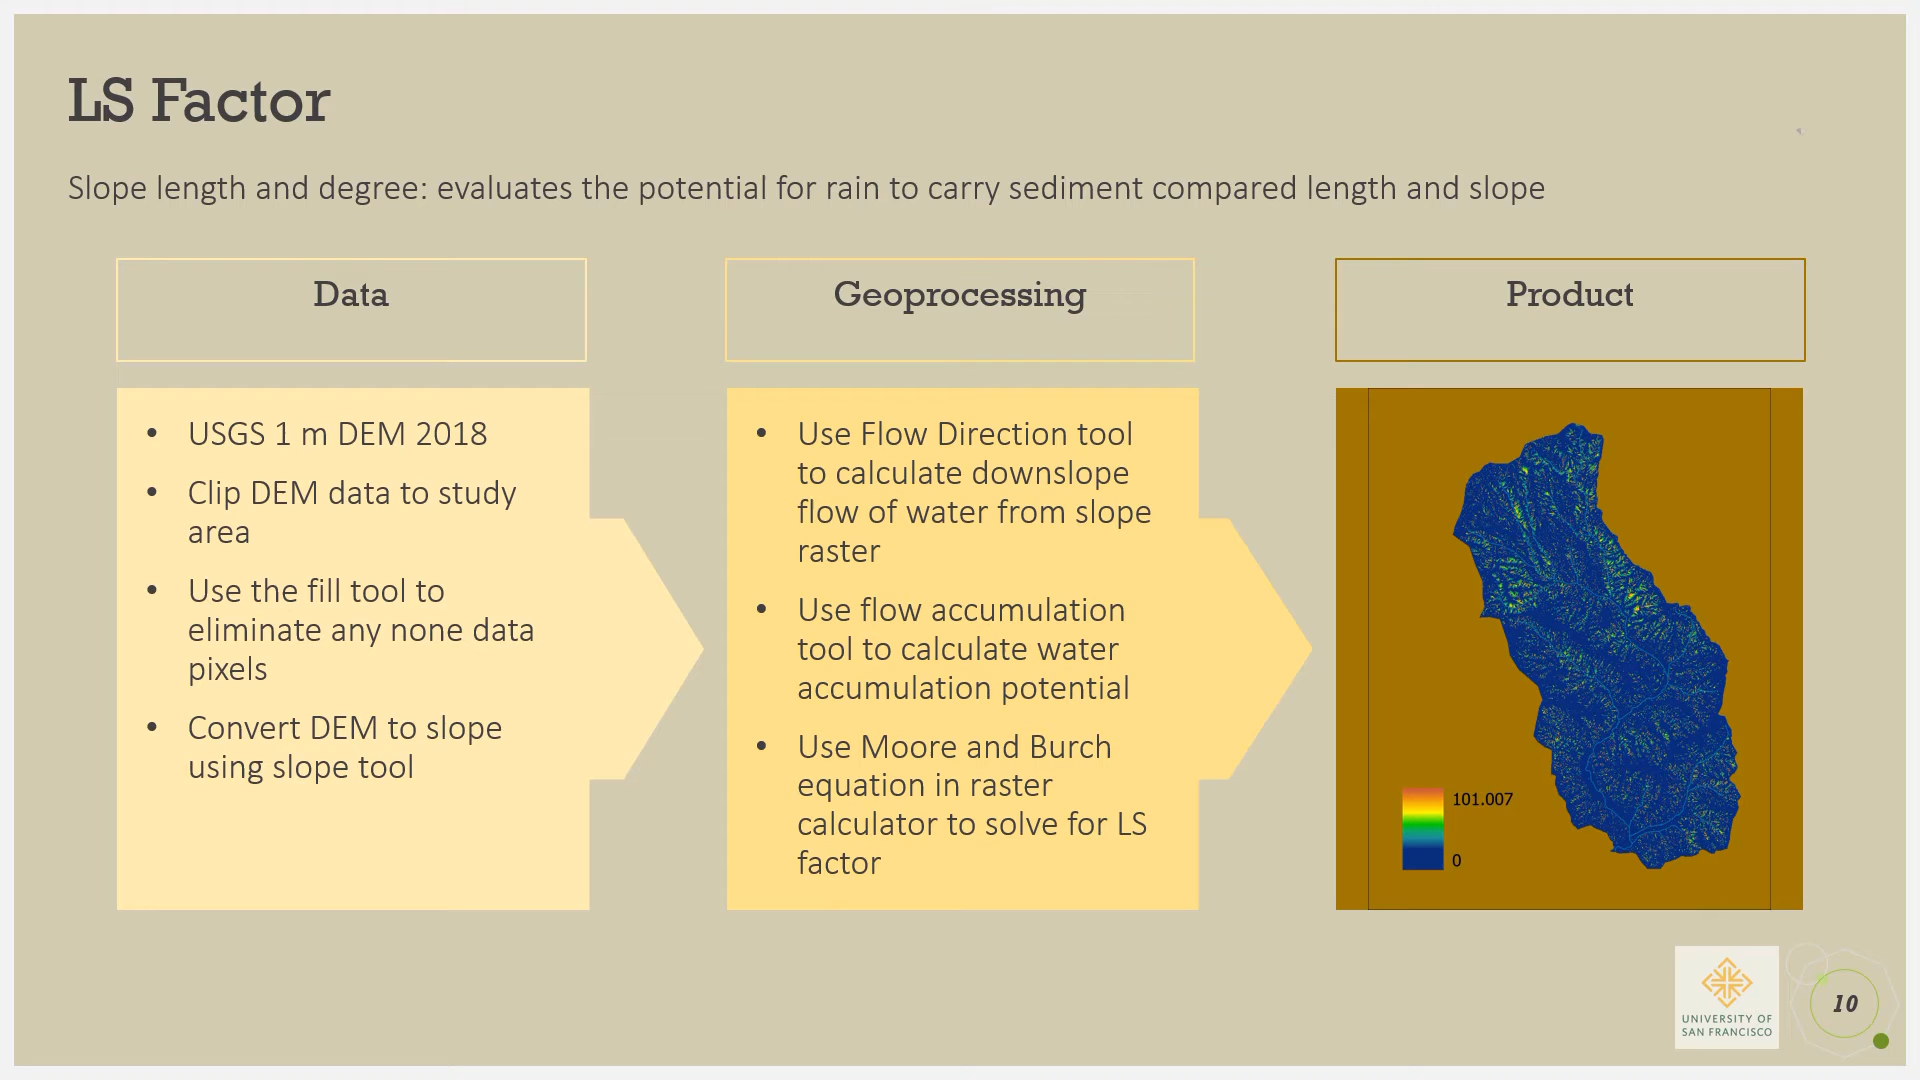 LS Factor
Slope length and degree: evaluates the potential for rain to carry sediment compared length and slope
Data
• USGS 1 m DEM 2018
• Clip DEM data to study
area
• Use the fill tool to
eliminate any none data
pixels
• Convert DEM to slope
using slope tool
Geoprocessing
• Use Flow Direction tool
to calculate downslope
flow of water from slope
raster
• Use flow accumulation
tool to calculate water
accumulation potential
• Use Moore and Burch
equation in raster
calculator to solve for LS
factor
Product
101.007
0
UNIVERSITY OF
SAN FRANCISCO
10